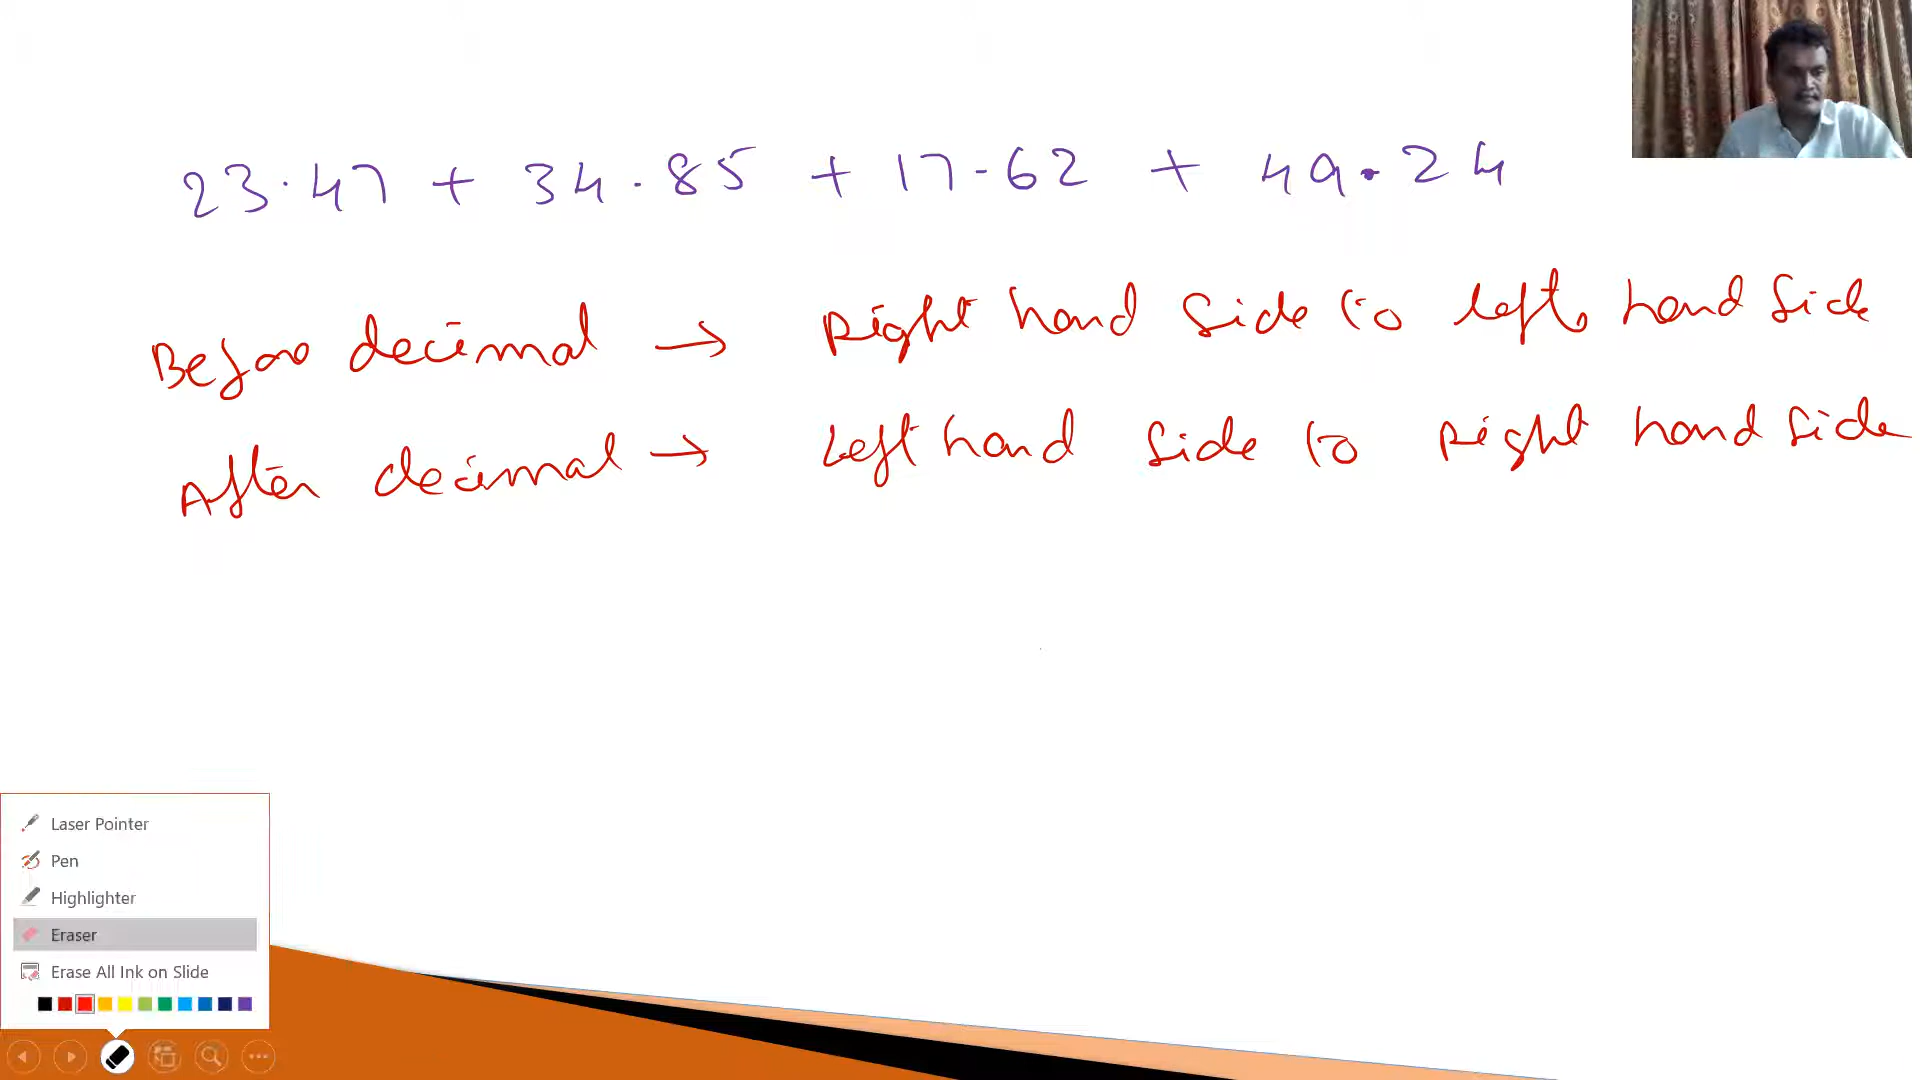 23.47 + 34.85 + 17.62 + 49.24
Before decimal → Right hand side to left hand side
After decimal → Left hand side to Right hand side
Laser Pointer
Pen
Highlighter
Eraser
Erase All Ink on Slide